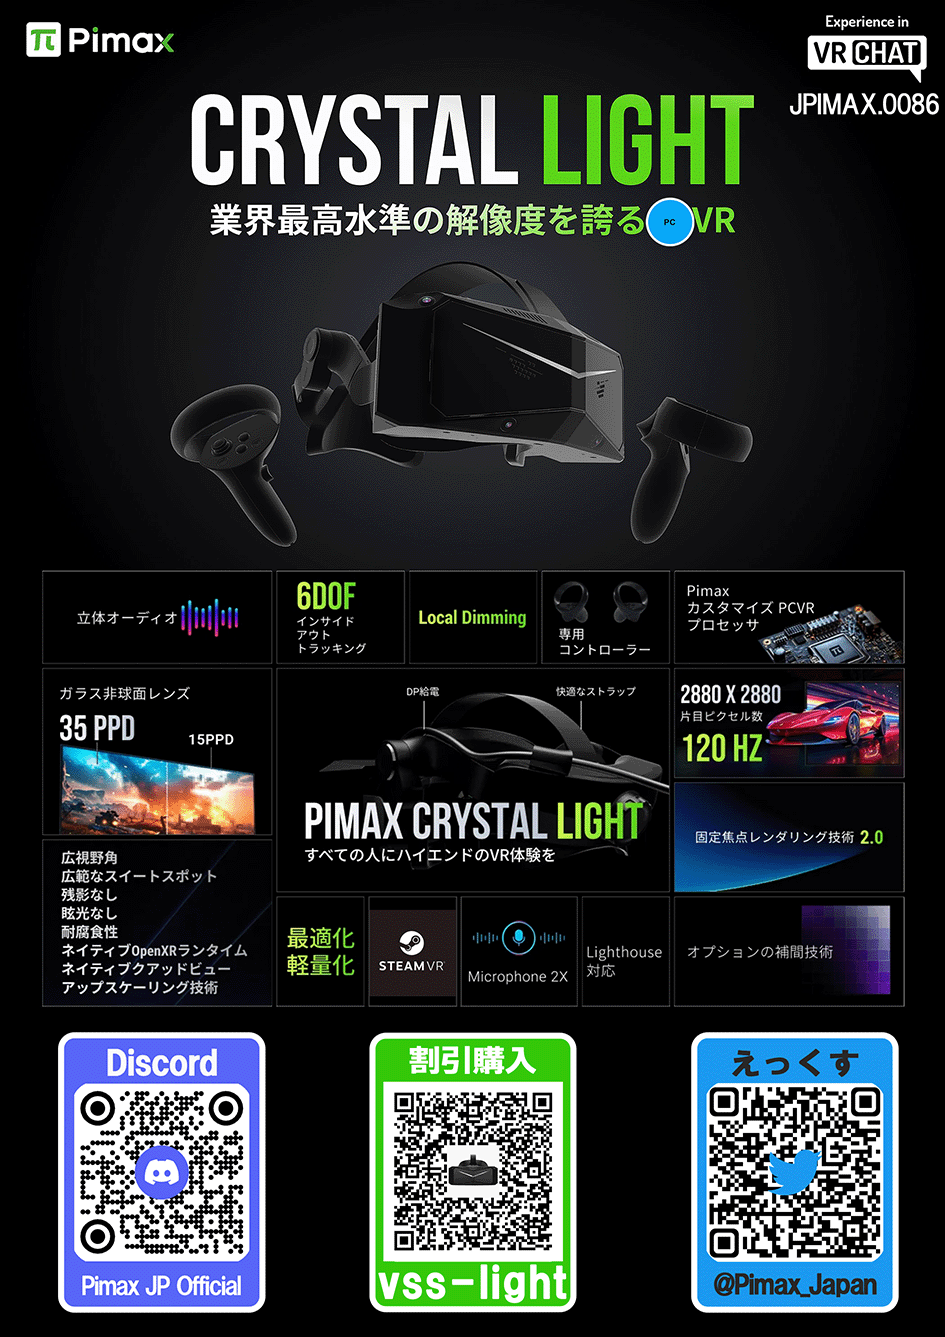 Pimax
Experience in
VRCHAT
JPIMAX.0086
CRYSTAL LIGHT
業界最高水準の解像度を誇るPCVR
立体オーディオ
6DOF
インサイド
アウト
トラッキング
Local Dimming
専用
コントローラー
Pimax
カスタマイズ PCVR
プロセッサ
ガラス非球面レンズ
35 PPD
15PPD
DP給電
快適なストラップ
PIMAX CRYSTAL LIGHT
すべての人にハイエンドのVR体験を
2880 X 2880
片目ピクセル数
120 HZ
固定焦点レンダリング技術 2.0
広視野角
広範なスイートスポット
残影なし
眩光なし
耐腐食性
ネイティブOpenXRランタイム
ネイティブクアッドビュー
アップスケーリング技術
最適化
軽量化
STEAMVR
Microphone 2X
Lighthouse
対応
オプションの補間技術
Discord
Pimax JP Official
割引購入
vss-light
えっくす
@Pimax_Japan